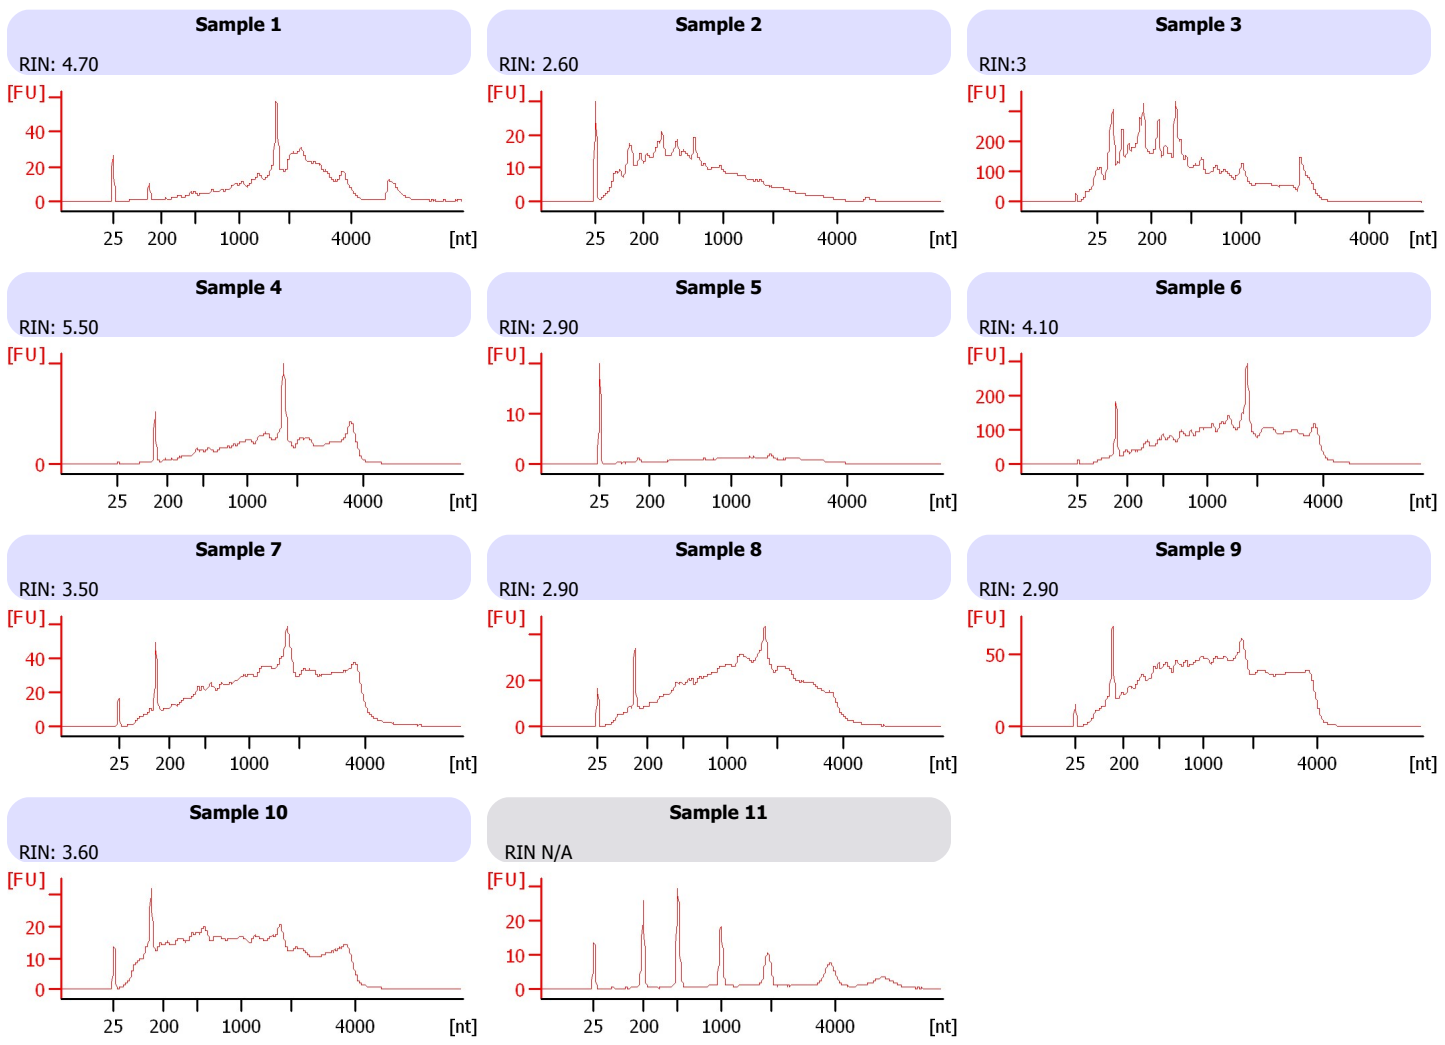 Sample 1
RIN: 4.70
[FU]
40
20
0
25 200 1000 4000 [nt]
Sample 2
RIN: 2.60
[FU]
20
10
0
25 200 1000 4000 [nt]
Sample 3
RIN:3
[FU]
200
100
0
25 200 1000 4000 [nt]
Sample 4
RIN: 5.50
[FU]
0
25 200 1000 4000 [nt]
Sample 5
RIN: 2.90
[FU]
10
0
25 200 1000 4000 [nt]
Sample 6
RIN: 4.10
[FU]
200
100
0
25 200 1000 4000 [nt]
Sample 7
RIN: 3.50
[FU]
40
20
0
25 200 1000 4000 [nt]
Sample 8
RIN: 2.90
[FU]
20
0
25 200 1000 4000 [nt]
Sample 9
RIN: 2.90
[FU]
50
0
25 200 1000 4000 [nt]
Sample 10
RIN: 3.60
[FU]
20
10
0
25 200 1000 4000 [nt]
Sample 11
RIN N/A
[FU]
20
10
0
25 200 1000 4000 [nt]